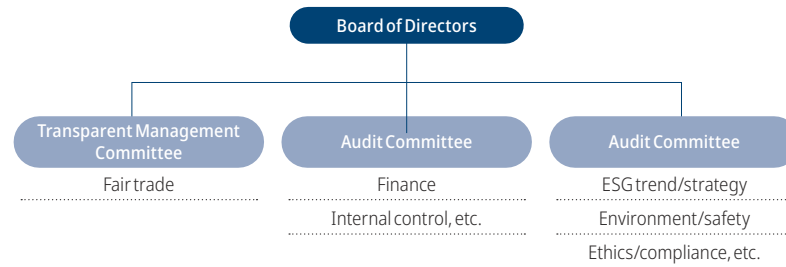 Board of Directors
Transparent Management
Committee
Fair trade
Audit Committee
Finance
Internal control, etc.
Audit Committee
ESG trend/strategy
Environment/safety
Ethics/compliance, etc.